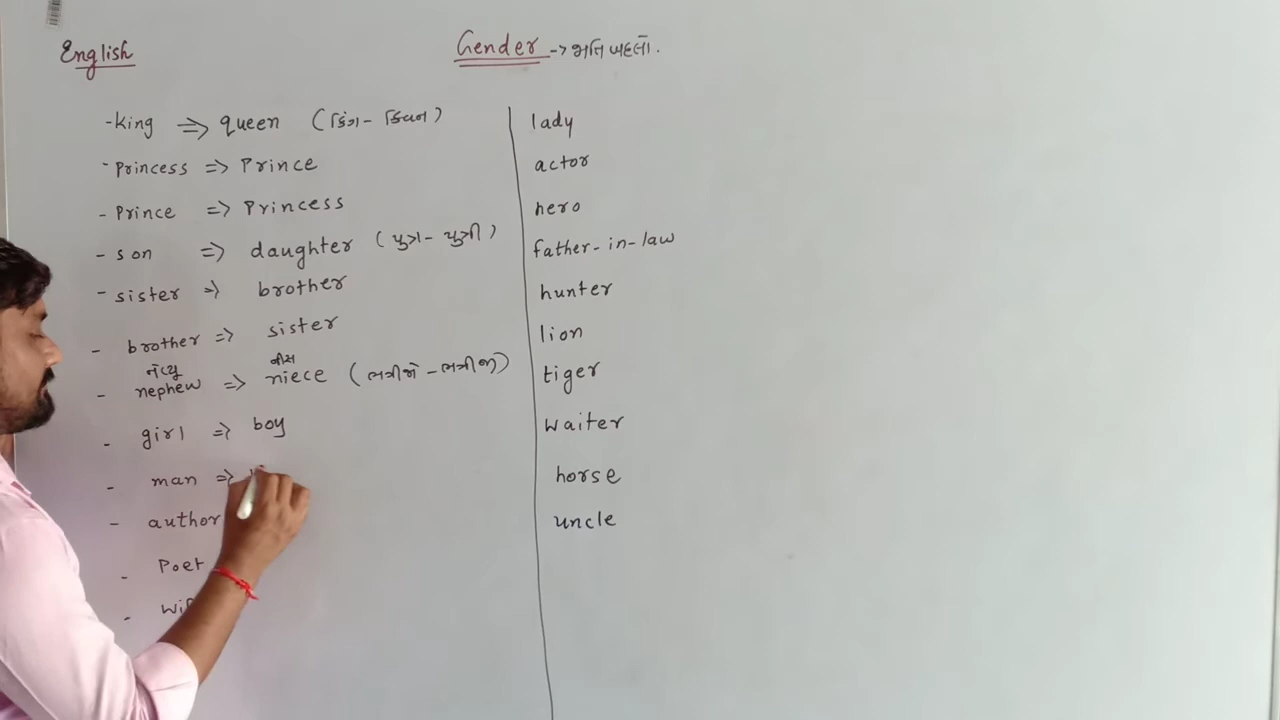 English
Gender -> જાતિ બદલો.
- king => queen (કિંગ - ક્વિન)
- Princess => Prince
- Prince => Princess
- son => daughter (પુત્ર - પુત્રી)
- sister => brother
- brother => sister
નેવ્યુ નીસ
- nephew => niece (ભત્રીજો - ભત્રીજી)
- girl => boy
- man =>
- author
- Poet
lady
actor
hero
father-in-law
hunter
lion
tiger
waiter
horse
uncle